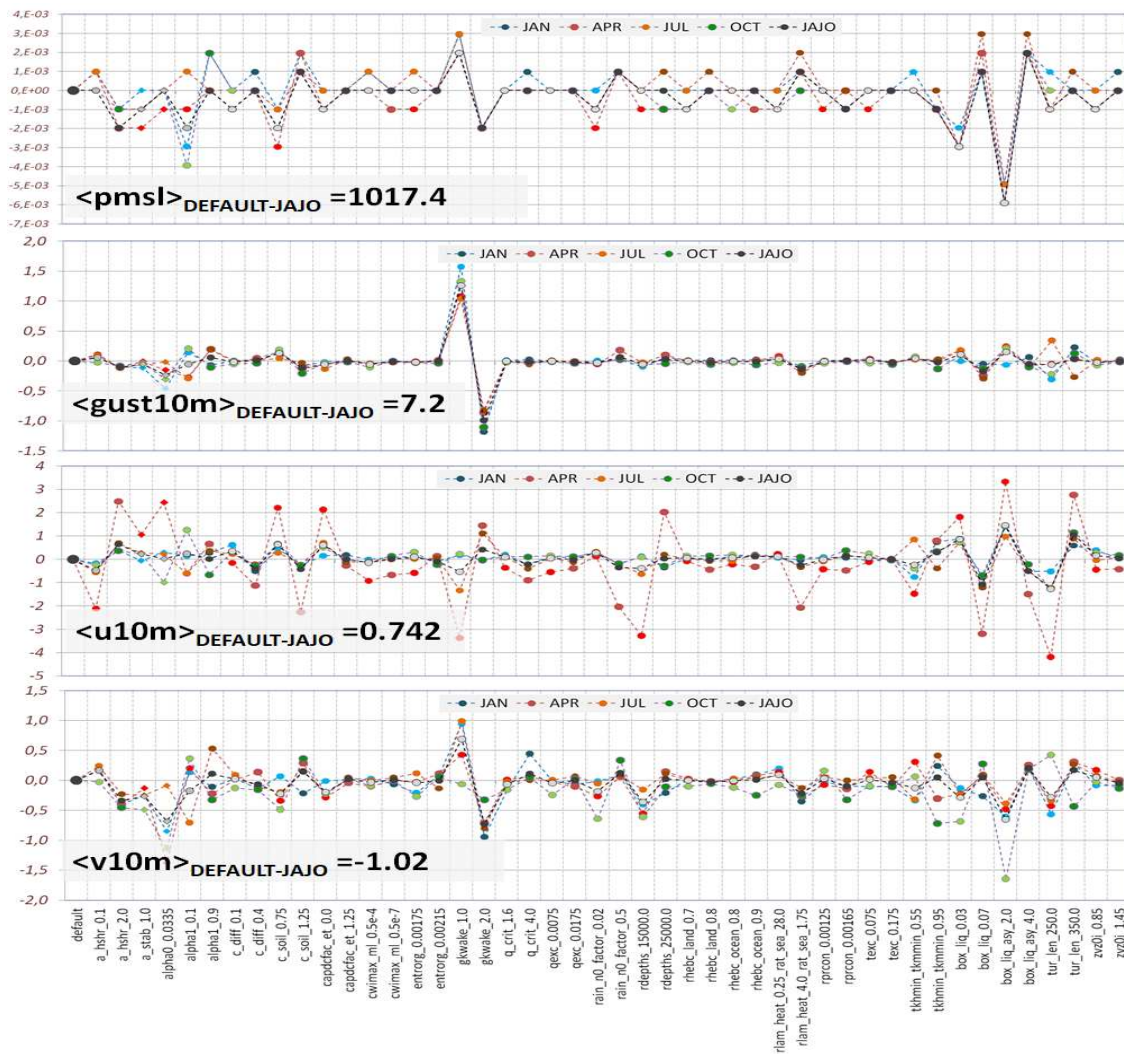 4,E-03
JAN APR JUL OCT JAJO
3,E-03
2,E-03
1,E-03
0,E+00
-1,E-03
-2,E-03
-3,E-03
-4,E-03
-5,E-03
-6,E-03
-7,E-03
<pmsl>DEFAULT-JAJO =1017.4
2,0
JAN APR JUL OCT JAJO
1,5
1,0
0,5
0,0
-0,5
-1,0
-1,5
<gust10m>DEFAULT-JAJO =7.2
4
JAN APR JUL OCT JAJO
3
2
1
0
-1
-2
-3
-4
-5
<u10m>DEFAULT-JAJO =0.742
1,5
JAN APR JUL OCT JAJO
1,0
0,5
0,0
-0,5
-1,0
-1,5
-2,0
<v10m>DEFAULT-JAJO =-1.02
default
a_hshr_0.1
a_hshr_2.0
a_stab_1.0
alpha0_0.0335
alpha1_0.1
alpha1_0.9
c_diff_0.1
c_diff_0.4
c_soil_0.75
c_soil_1.25
capdcfac_et_0.0
capdcfac_et_1.25
cwimax_ml_0.5e-4
cwimax_ml_0.5e-7
entrorg_0.00175
entrorg_0.00215
gkwake_1.0
gkwake_2.0
q_crit_1.6
q_crit_4.0
qexc_0.0075
qexc_0.0175
rain_n0_factor_0.02
rain_n0_factor_0.5
rdepths_15000.0
rdepths_25000.0
rhebc_land_0.7
rhebc_land_0.8
rhebc_ocean_0.8
rhebc_ocean_0.9
rlam_heat_0.25_rat_sea_28.0
rlam_heat_4.0_rat_sea_1.75
rprcon_0.00125
rprcon_0.00165
texc_0.075
texc_0.175
tkhmin_tkmmin_0.55
tkhmin_tkmmin_0.95
box_liq_0.03
box_liq_0.07
box_liq_asy_2.0
box_liq_asy_4.0
tur_len_250.0
tur_len_350.0
zvz0i_0.85
zvz0i_1.45